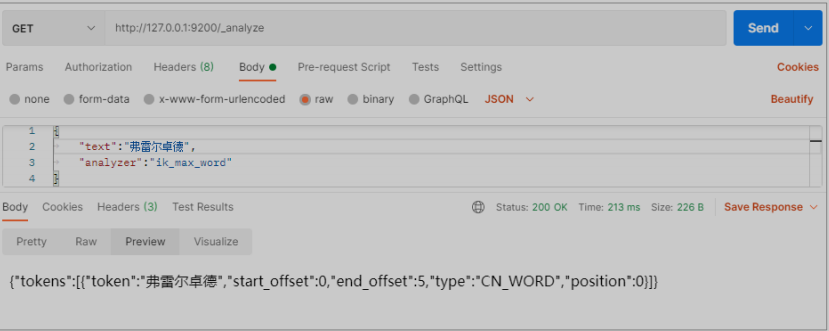 GET http://127.0.0.1:9200/_analyze Send
Params Authorization Headers (8) Body Pre-request Script Tests Settings Cookies
none form-data x-www-form-urlencoded raw binary GraphQL JSON Beautify
1 {
2 "text":"弗雷尔卓德",
3 "analyzer":"ik_max_word"
4 }
Body Cookies Headers (3) Test Results Status: 200 OK Time: 213 ms Size: 226 B Save Response
Pretty Raw Preview Visualize
{"tokens":[{"token":"弗雷尔卓德","start_offset":0,"end_offset":5,"type":"CN_WORD","position":0}]}